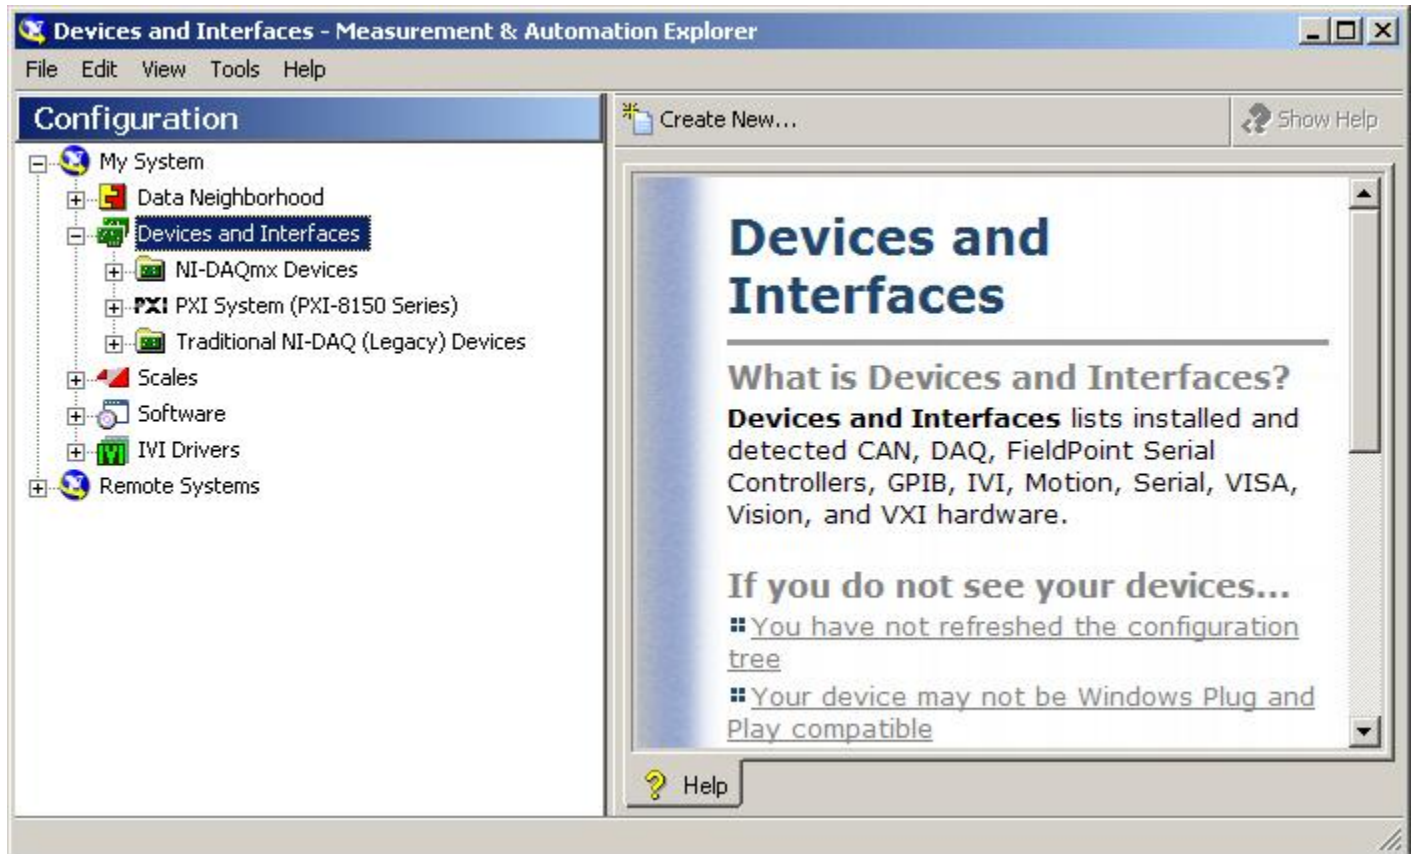 Devices and Interfaces - Measurement & Automation Explorer
File Edit View Tools Help
Configuration
Create New...
Show Help
My System
Data Neighborhood
Devices and Interfaces
NI-DAQmx Devices
PXI PXI System (PXI-8150 Series)
Traditional NI-DAQ (Legacy) Devices
Scales
Software
IVI Drivers
Remote Systems
Devices and
Interfaces
What is Devices and Interfaces?
Devices and Interfaces lists installed and
detected CAN, DAQ, FieldPoint Serial
Controllers, GPIB, IVI, Motion, Serial, VISA,
Vision, and VXI hardware.
If you do not see your devices...
You have not refreshed the configuration
tree
Your device may not be Windows Plug and
Play compatible
Help